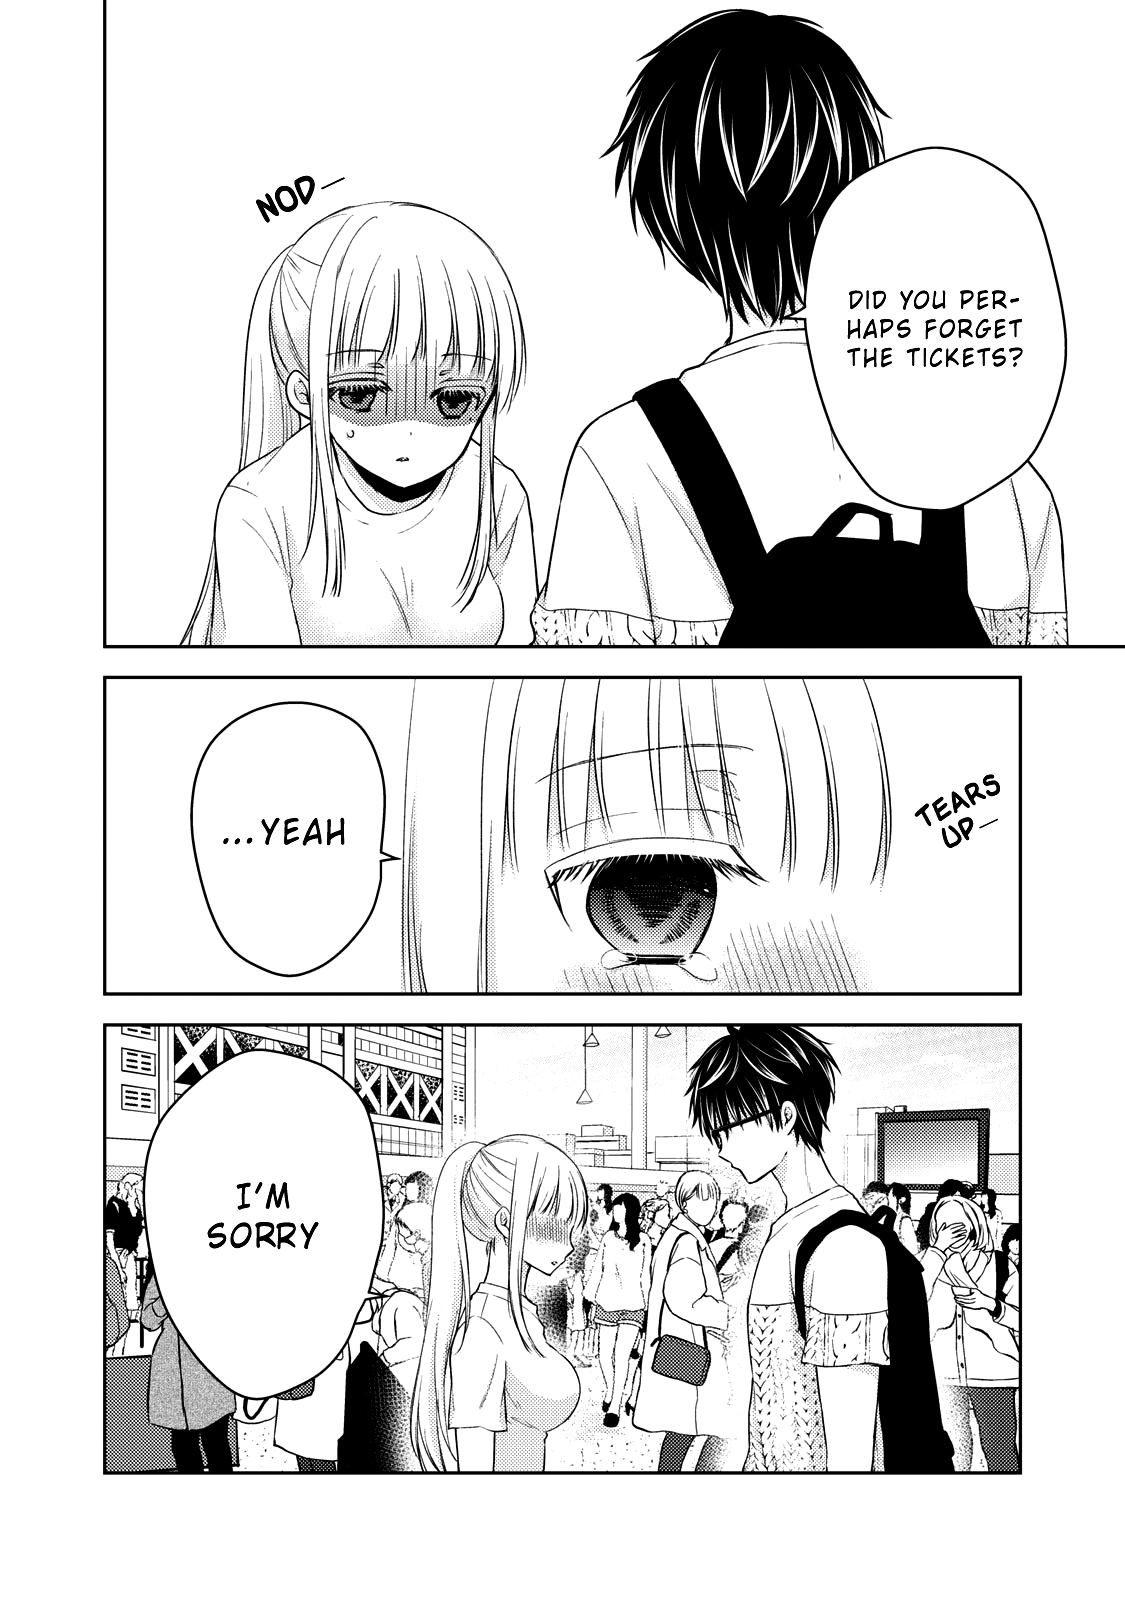 DID YOU PER-
HAPS FORGET
THE TICKETS?
NOD—
TEARS
UP—
...YEAH
I'M
SORRY